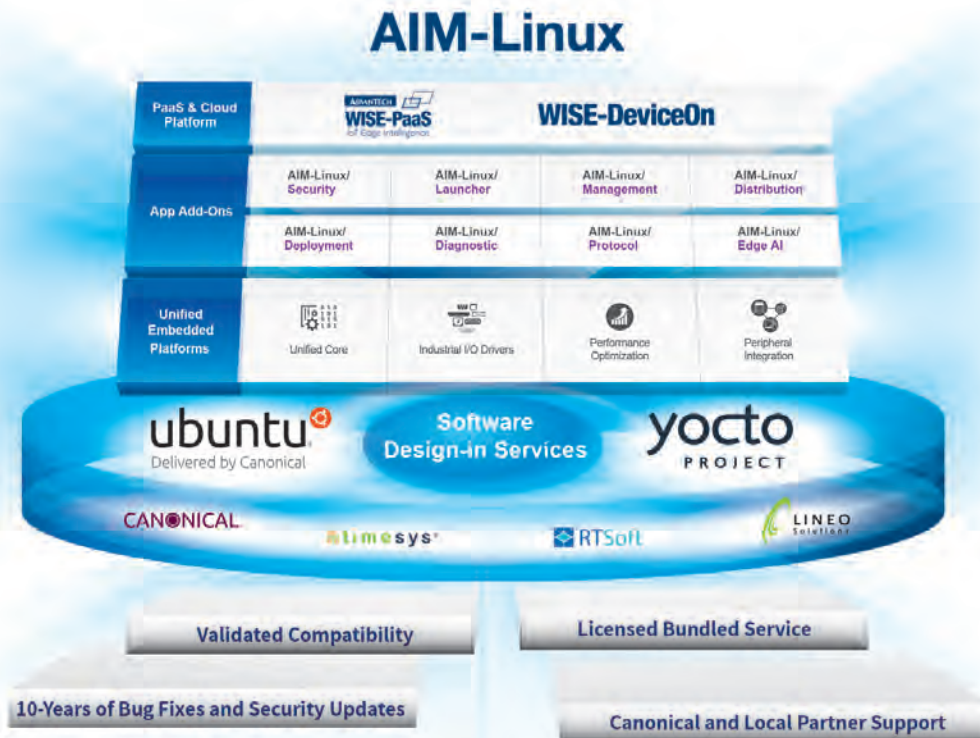 AIM-Linux
PaaS & Cloud
Platform
ADVANTECH
WISE-PaaS
IoT Edge Intelligence
WISE-DeviceOn
App Add-Ons
AIM-Linux/
Security
AIM-Linux/
Launcher
AIM-Linux/
Management
AIM-Linux/
Distribution
AIM-Linux/
Deployment
AIM-Linux/
Diagnostic
AIM-Linux/
Protocol
AIM-Linux/
Edge AI
Unified
Embedded
Platforms
Unified Core
Industrial I/O Drivers
Performance
Optimization
Peripheral
Integration
ubuntu
Delivered by Canonical
Software
Design-in Services
yocto
PROJECT
CANONICAL
timesys
RTSoft
LINEO
Solutions
Validated Compatibility
Licensed Bundled Service
10-Years of Bug Fixes and Security Updates
Canonical and Local Partner Support